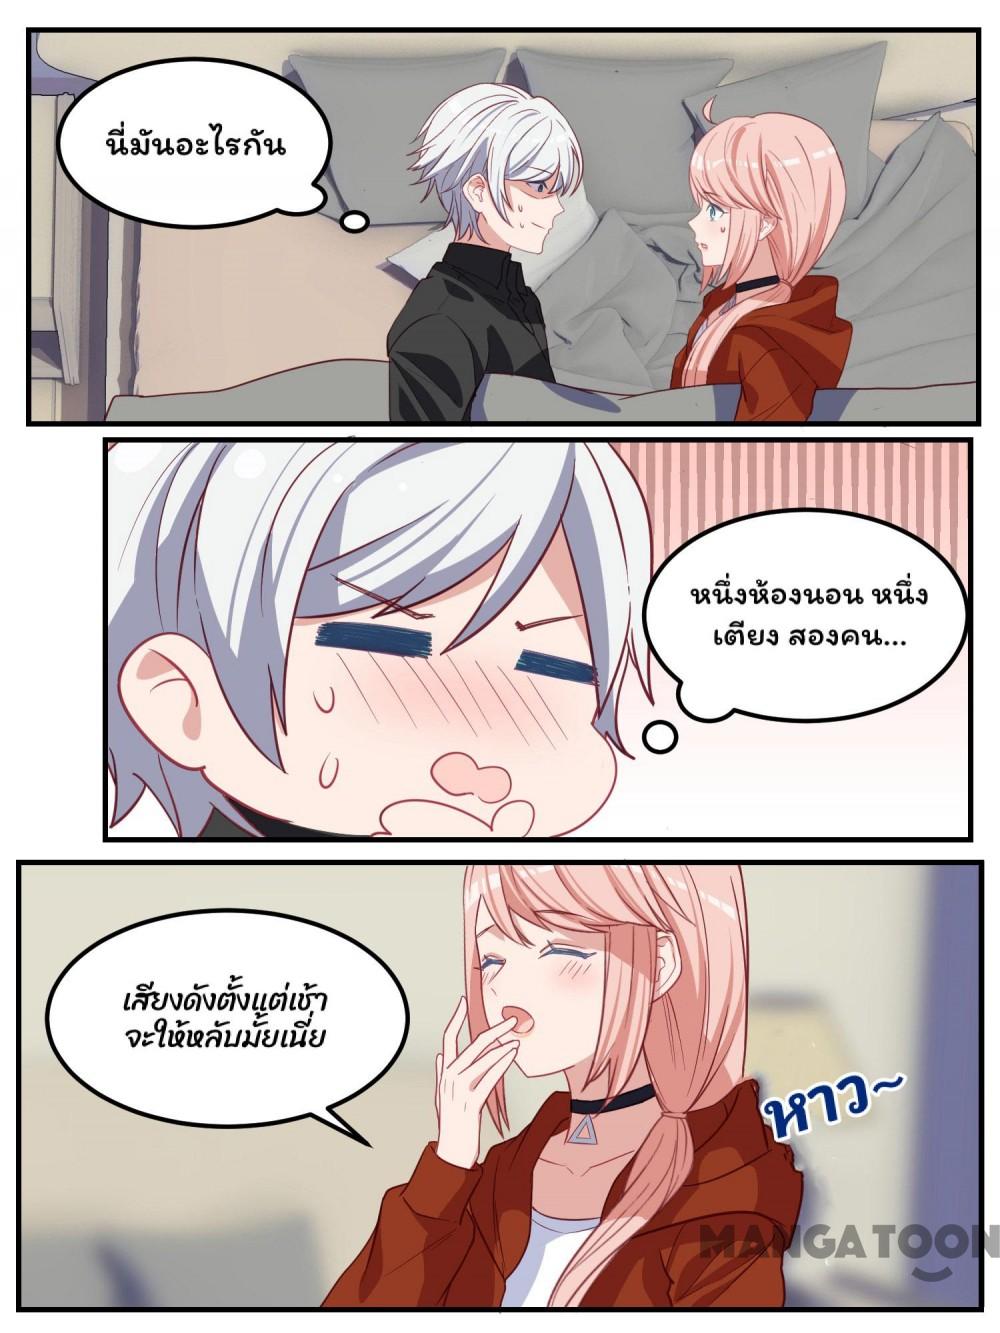 นี่มันอะไรกัน
หนึ่งห้องนอน หนึ่ง
เตียง สองคน...
เสียงดังตั้งแต่เช้า
จะให้หลับมั้ยเนี่ย
หาว~
MANGATOON